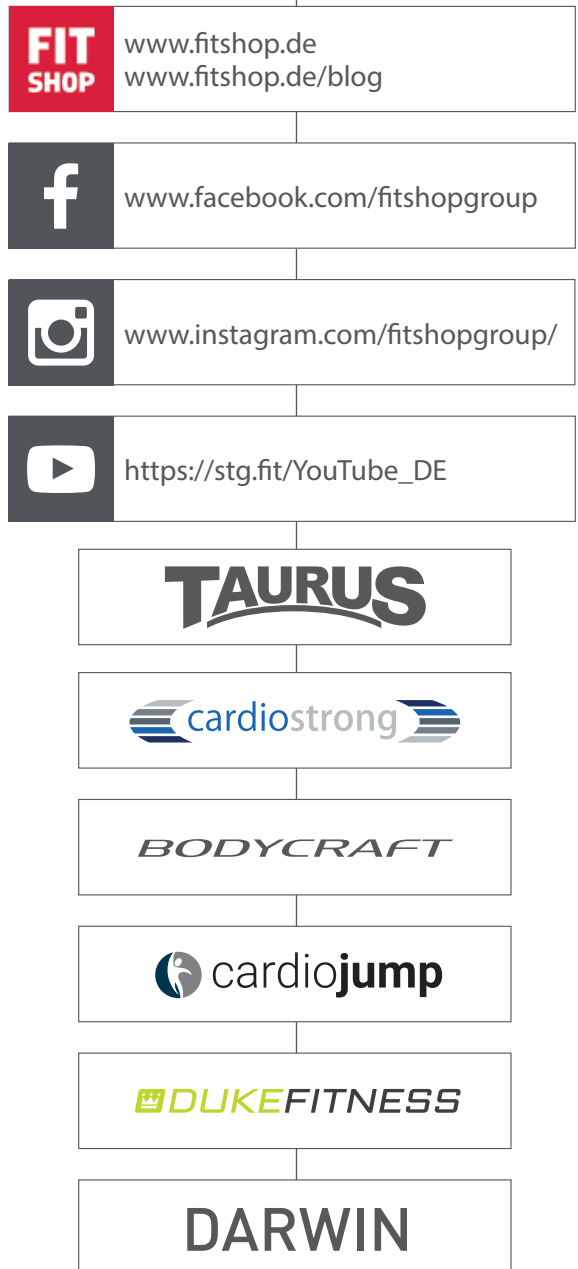 FIT
SHOP
www.fitshop.de
www.fitshop.de/blog
www.facebook.com/fitshopgroup
www.instagram.com/fitshopgroup/
https://stg.fit/YouTube_DE
TAURUS
cardiostrong
BODYCRAFT
cardiojump
DUKEFITNESS
DARWIN